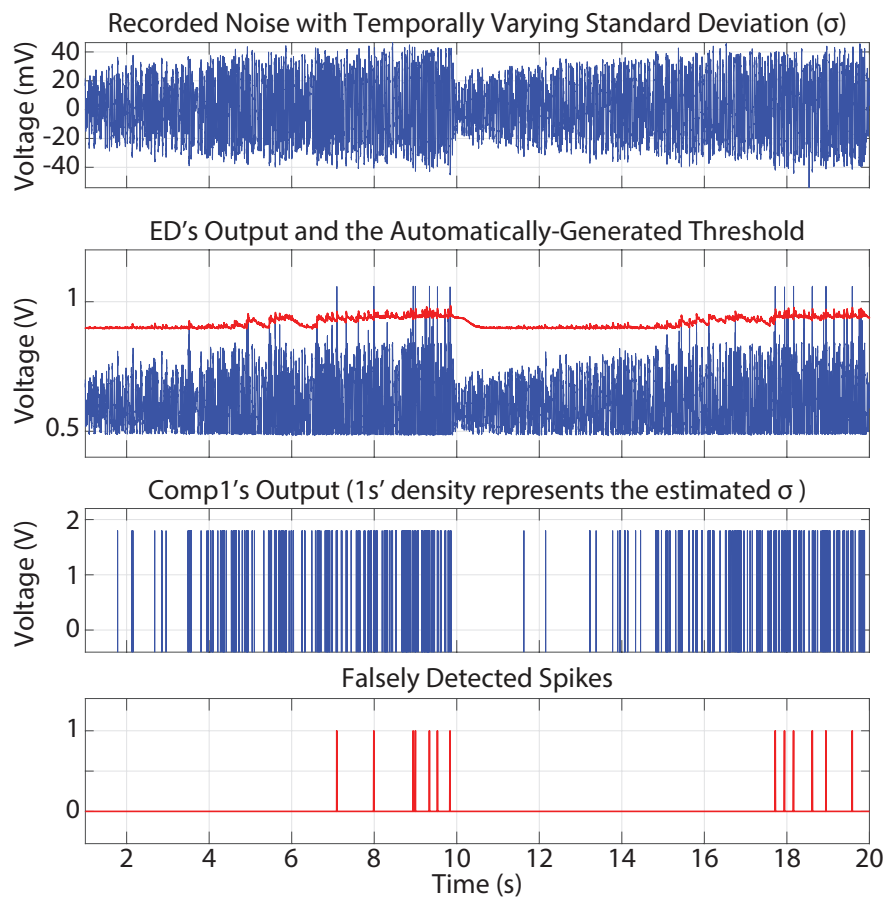 Recorded Noise with Temporally Varying Standard Deviation (σ)
Voltage (mV)
40
20
0
-20
-40
ED's Output and the Automatically-Generated Threshold
Voltage (V)
1
0.5
Comp1's Output (1s' density represents the estimated σ )
Voltage (V)
2
1
0
Falsely Detected Spikes
1
0
2 4 6 8 10 12 14 16 18 20
Time (s)